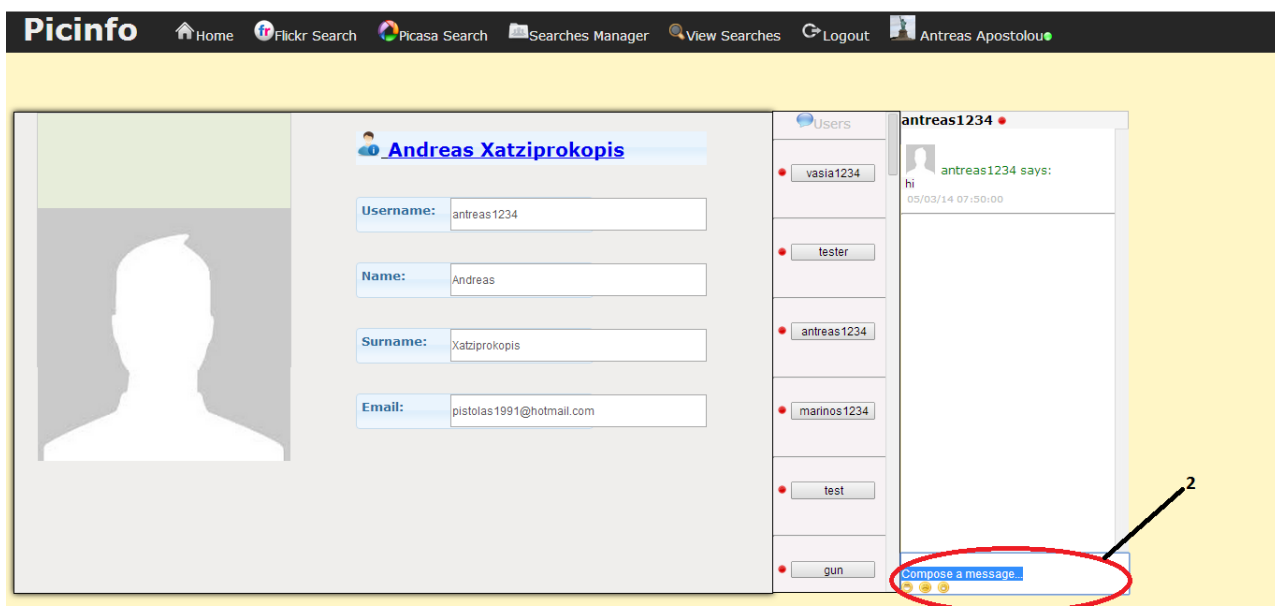 Picinfo
Home
fr Flickr Search
Picasa Search
Searches Manager
View Searches
Logout
Antreas Apostolou
Andreas Xatziprokopis
Username: antreas1234
Name: Andreas
Surname: Xatziprokopis
Email: pistolas1991@hotmail.com
Users
vasia1234
tester
antreas1234
marinos1234
test
gun
antreas1234
antreas1234 says:
hi
05/03/14 07:50:00
Compose a message...
2